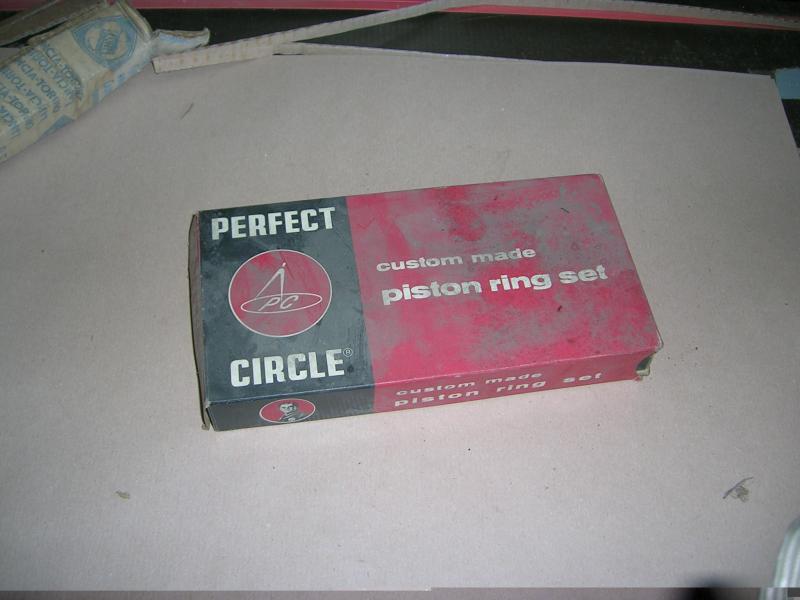 PERFECT
PC
CIRCLE®
custom made
piston ring set
custom made
piston ring set